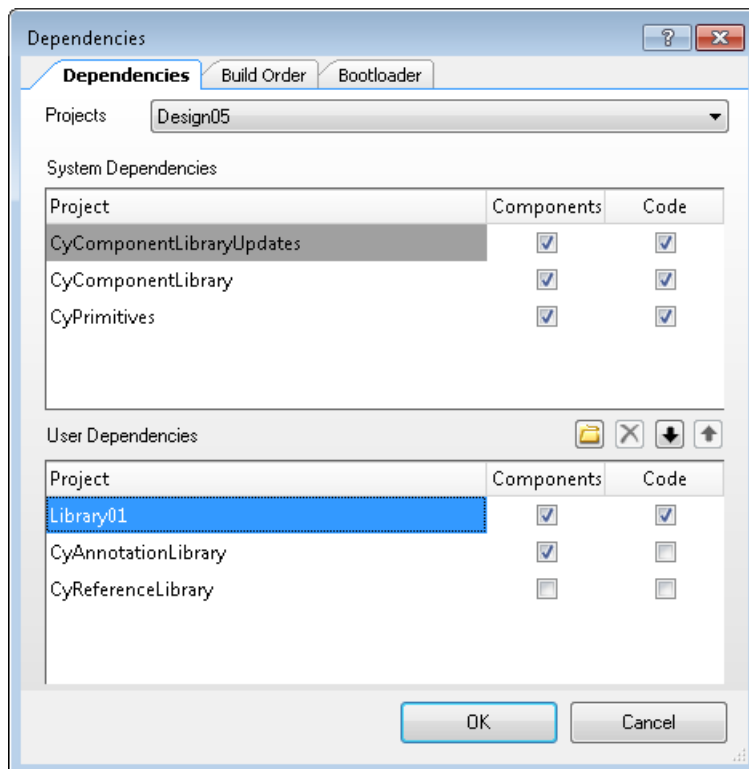 Dependencies
Dependencies Build Order Bootloader
Projects Design05
System Dependencies
Project Components Code
CyComponentLibraryUpdates
CyComponentLibrary
CyPrimitives
User Dependencies
Project Components Code
Library01
CyAnnotationLibrary
CyReferenceLibrary
OK Cancel